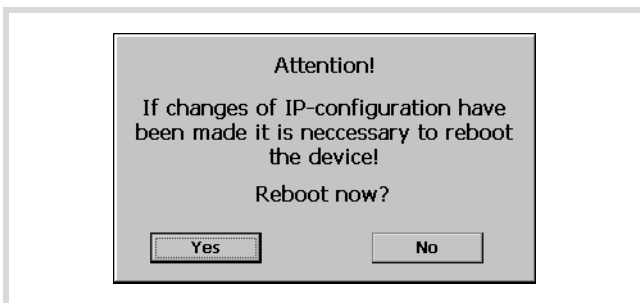 Attention!
If changes of IP-configuration have
been made it is neccessary to reboot
the device!
Reboot now?
Yes
No